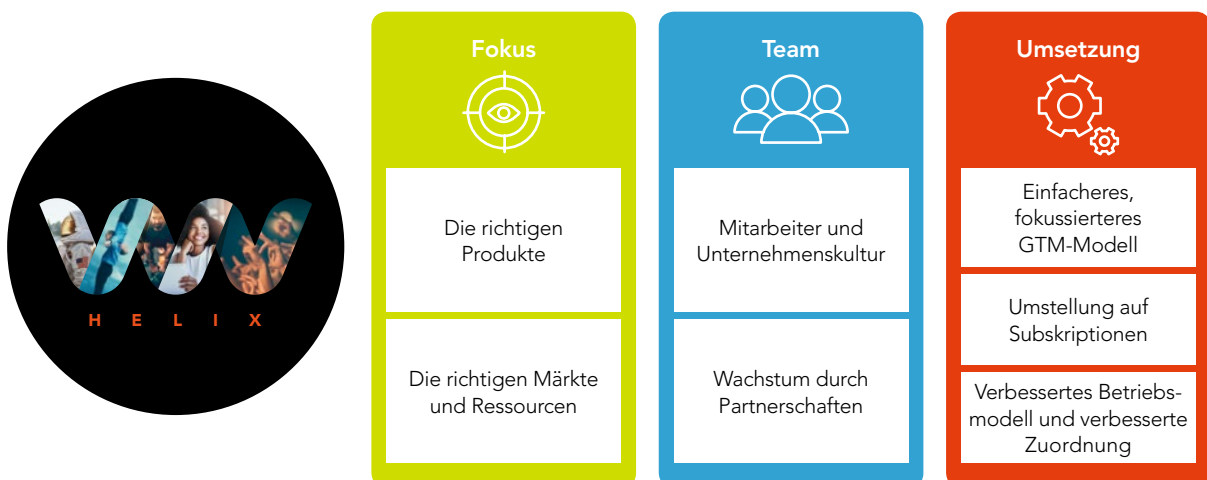 HELIX
Fokus
Die richtigen
Produkte
Die richtigen Märkte
und Ressourcen
Team
Mitarbeiter und
Unternehmenskultur
Wachstum durch
Partnerschaften
Umsetzung
Einfacheres,
fokussierteres
GTM-Modell
Umstellung auf
Subskriptionen
Verbessertes Betriebs-
modell und verbesserte
Zuordnung